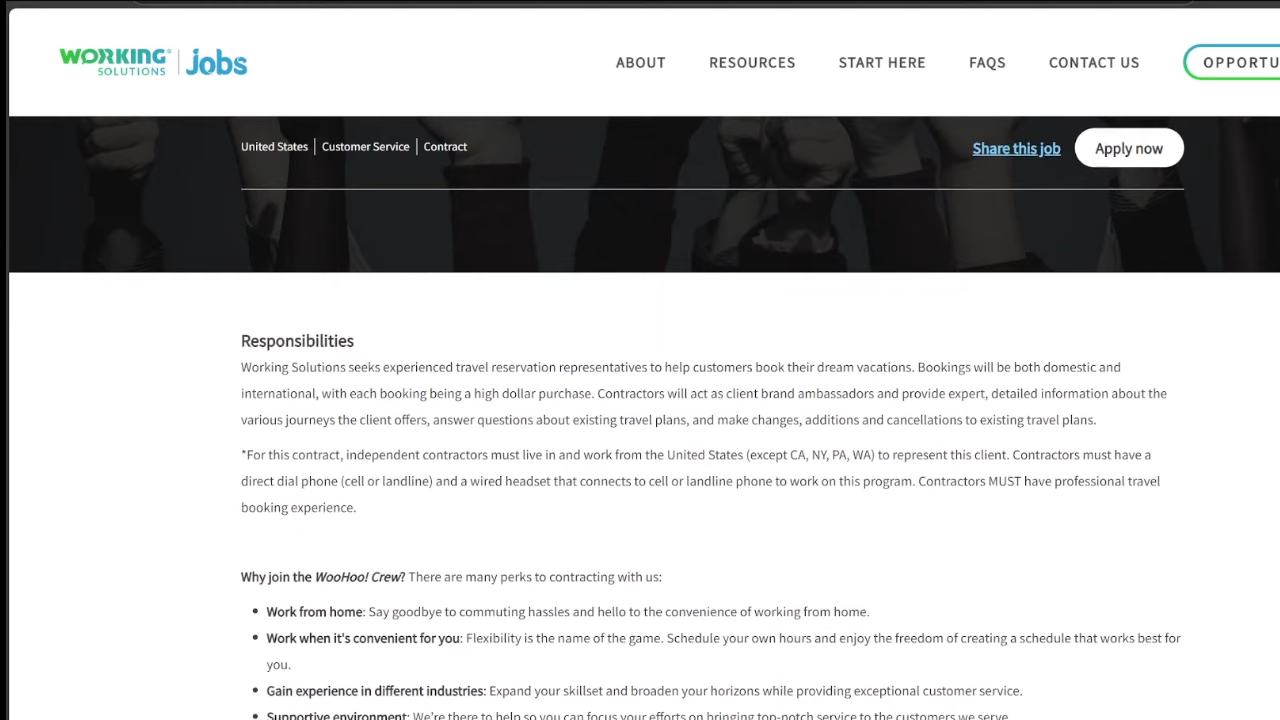 WORKING SOLUTIONS® | jobs
ABOUT RESOURCES START HERE FAQS CONTACT US OPPORTU
United States | Customer Service | Contract
Share this job Apply now
Responsibilities
Working Solutions seeks experienced travel reservation representatives to help customers book their dream vacations. Bookings will be both domestic and
international, with each booking being a high dollar purchase. Contractors will act as client brand ambassadors and provide expert, detailed information about the
various journeys the client offers, answer questions about existing travel plans, and make changes, additions and cancellations to existing travel plans.
*For this contract, independent contractors must live in and work from the United States (except CA, NY, PA, WA) to represent this client. Contractors must have a
direct dial phone (cell or landline) and a wired headset that connects to cell or landline phone to work on this program. Contractors MUST have professional travel
booking experience.
Why join the WooHoo! Crew? There are many perks to contracting with us:
• Work from home: Say goodbye to commuting hassles and hello to the convenience of working from home.
• Work when it's convenient for you: Flexibility is the name of the game. Schedule your own hours and enjoy the freedom of creating a schedule that works best for
you.
• Gain experience in different industries: Expand your skillset and broaden your horizons while providing exceptional customer service.
• Supportive environment: We're there to help so you can focus your efforts on bringing top-notch service to the customers we serve.